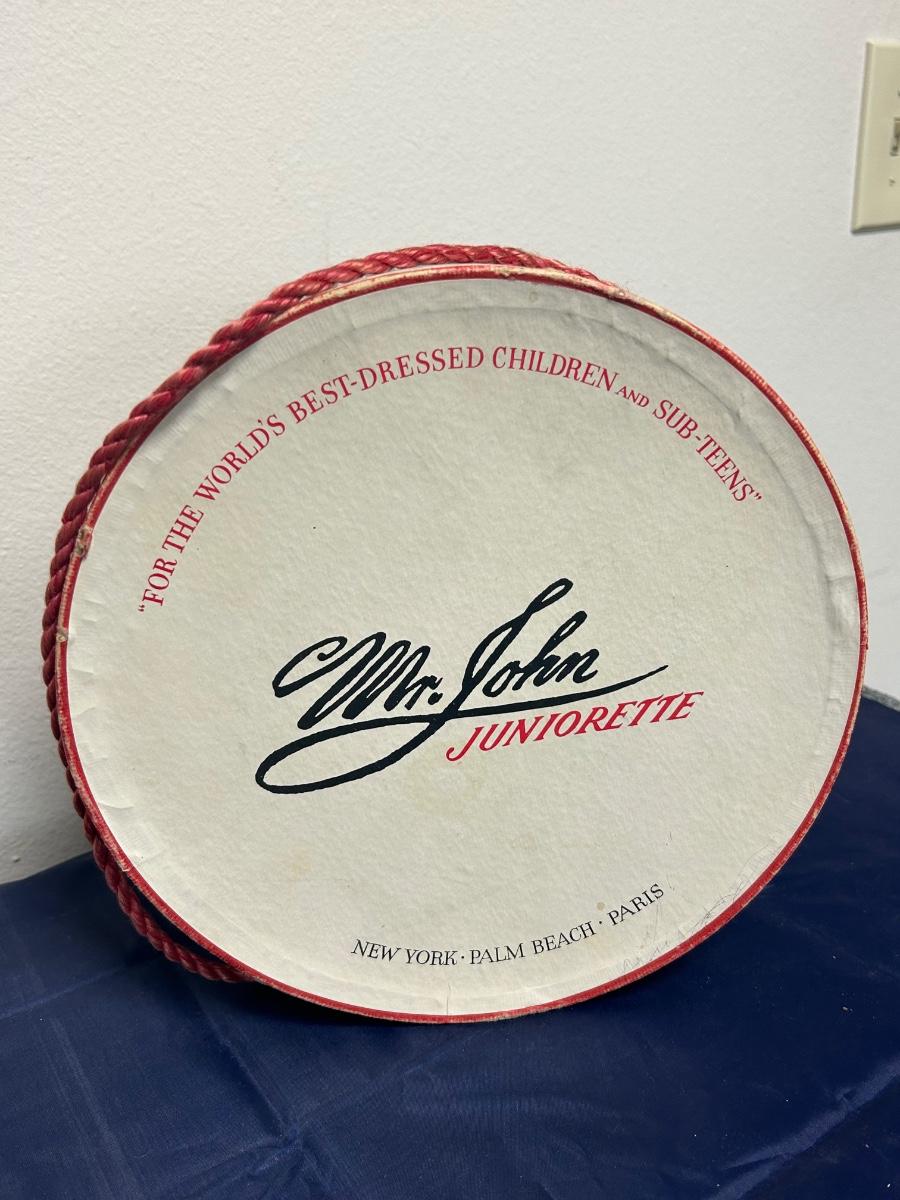 "FOR THE WORLD'S BEST-DRESSED CHILDREN AND SUB-TEENS"
Mr. John
JUNIORETTE
NEW YORK · PALM BEACH · PARIS